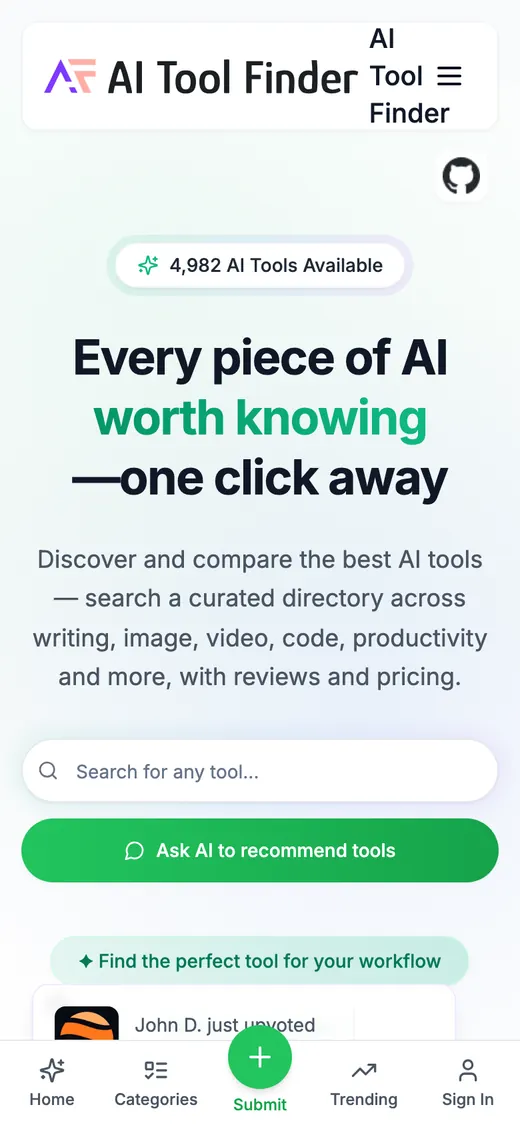 AI Tool Finder
AI
Tool
Finder
4,982 AI Tools Available
Every piece of AI
worth knowing
—one click away
Discover and compare the best AI tools
— search a curated directory across
writing, image, video, code, productivity
and more, with reviews and pricing.
Search for any tool...
Ask AI to recommend tools
✦ Find the perfect tool for your workflow
John D. just upvoted
Home
Categories
Submit
Trending
Sign In